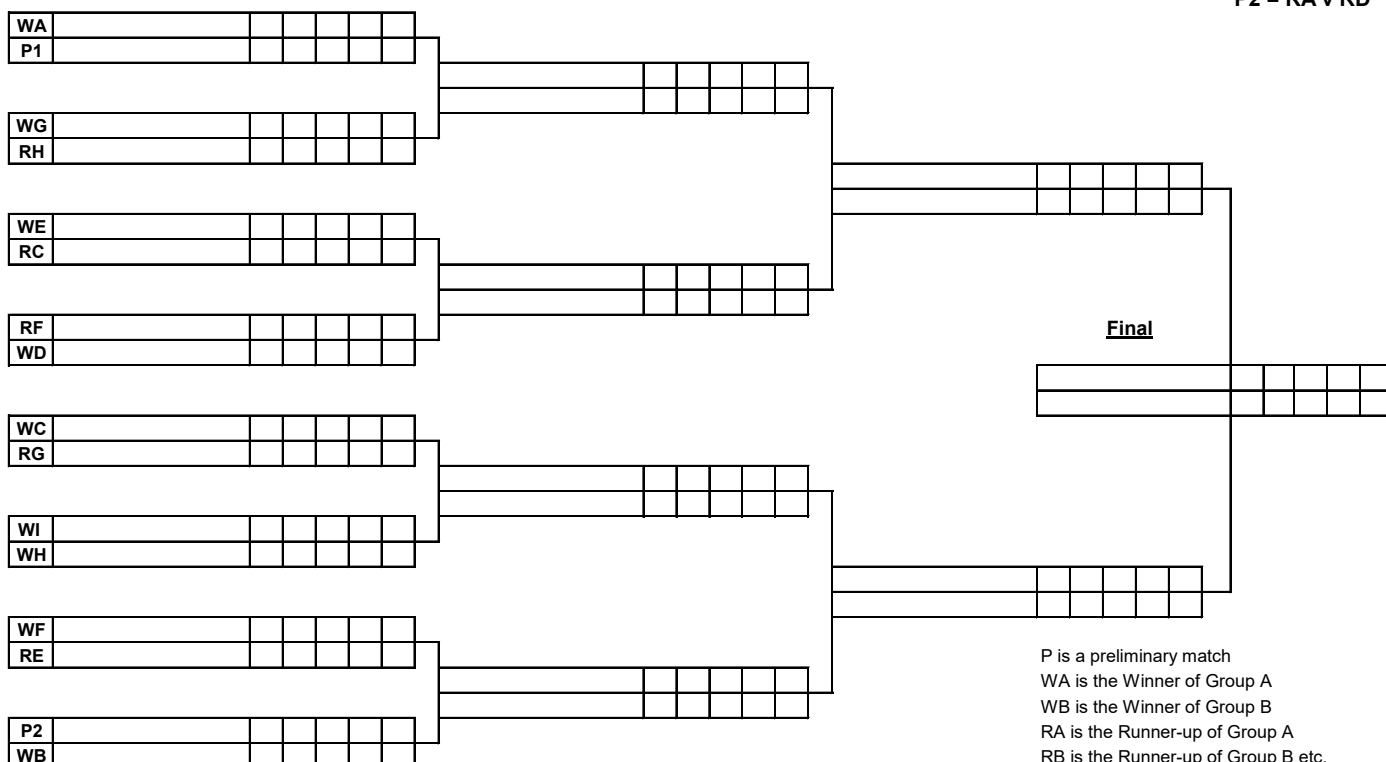 P2 = RA v RD
WA
P1
WG
RH
WE
RC
RF
WD
Final
WC
RG
WI
WH
WF
RE
P2
WB
P is a preliminary match
WA is the Winner of Group A
WB is the Winner of Group B
RA is the Runner-up of Group A
RB is the Runner-up of Group B etc.